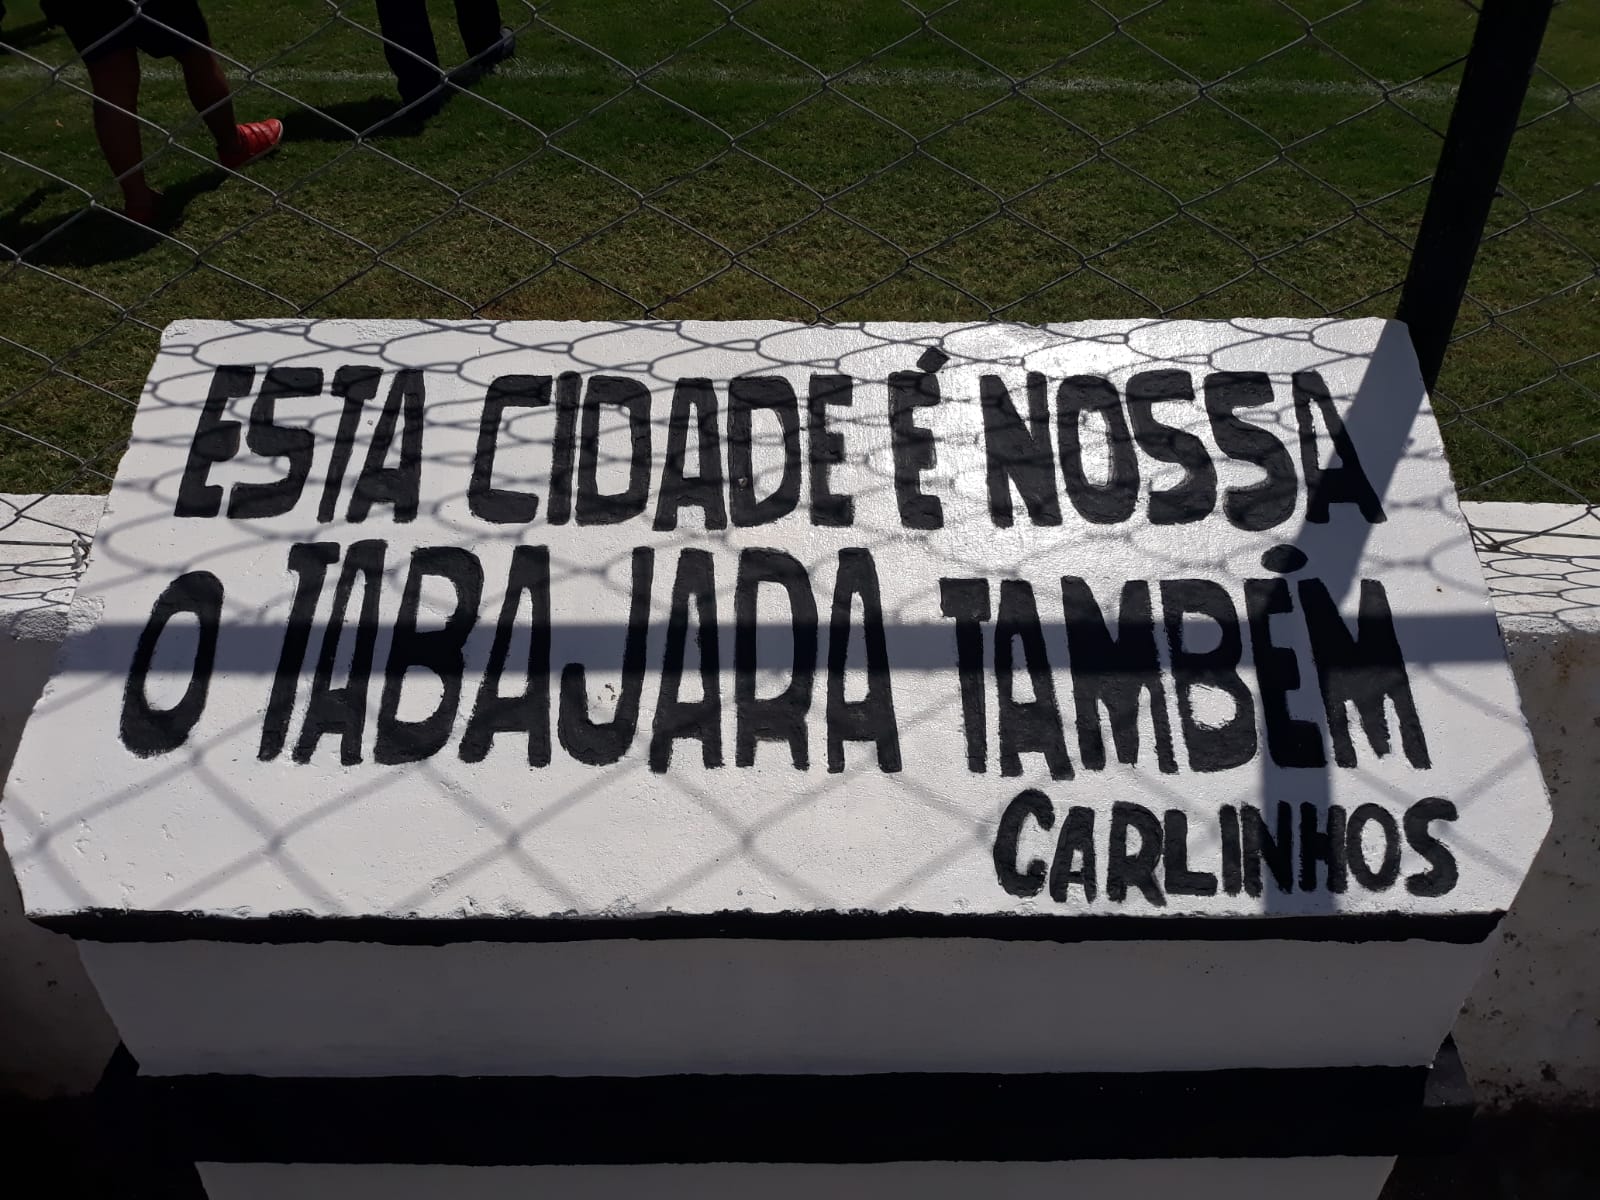 ESTA CIDADE É NOSSA
O TABAJARA TAMBÉM
CARLINHOS